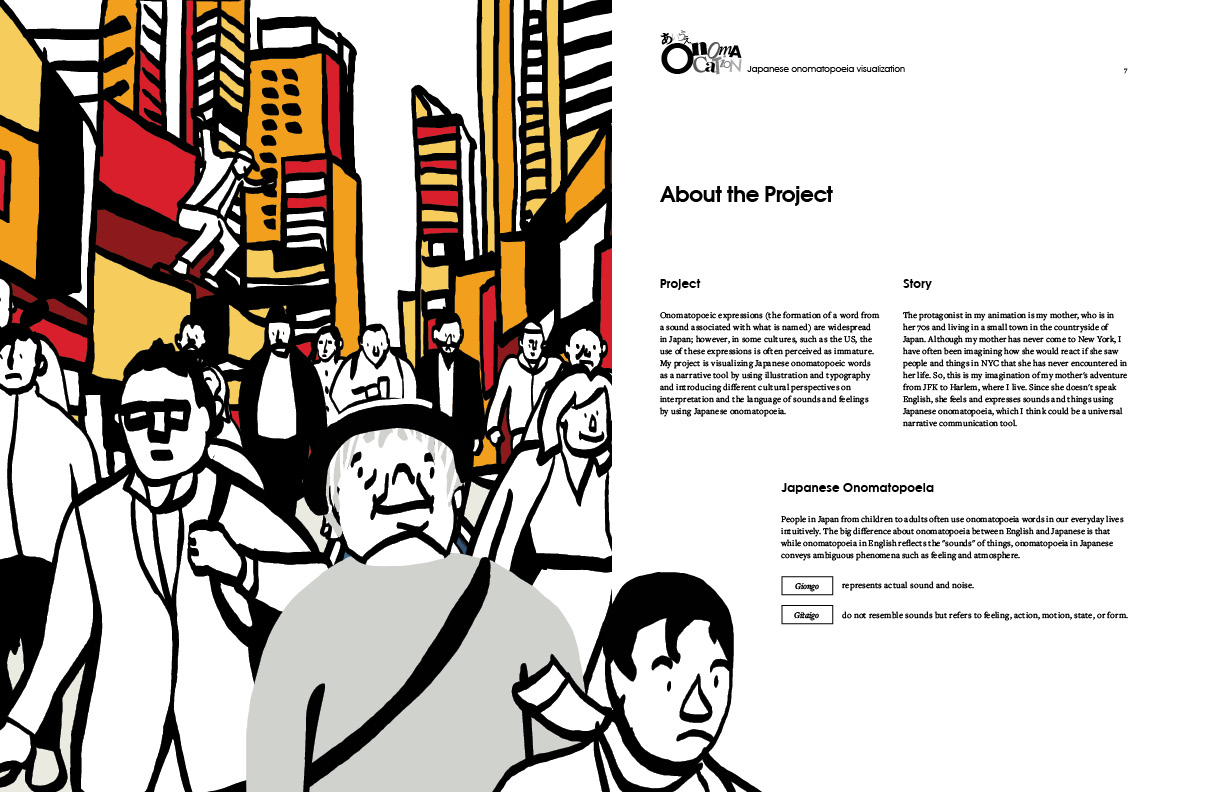 あいうえ
OnomA
CaTION
Japanese onomatopoeia visualization
7
About the Project
Project
Onomatopoeic expressions (the formation of a word from
a sound associated with what is named) are widespread
in Japan; however, in some cultures, such as the US, the
use of these expressions is often perceived as immature.
My project is visualizing Japanese onomatopoeic words
as a narrative tool by using illustration and typography
and introducing different cultural perspectives on
interpretation and the language of sounds and feelings
by using Japanese onomatopoeia.
Story
The protagonist in my animation is my mother, who is in
her 70s and living in a small town in the countryside of
Japan. Although my mother has never come to New York, I
have often been imagining how she would react if she saw
people and things in NYC that she has never encountered in
her life. So, this is my imagination of my mother's adventure
from JFK to Harlem, where I live. Since she doesn't speak
English, she feels and expresses sounds and things using
Japanese onomatopoeia, which I think could be a universal
narrative communication tool.
Japanese Onomatopoeia
People in Japan from children to adults often use onomatopoeia words in our everyday lives
intuitively. The big difference about onomatopoeia between English and Japanese is that
while onomatopoeia in English reflects the "sounds" of things, onomatopoeia in Japanese
conveys ambiguous phenomena such as feeling and atmosphere.
Giongo represents actual sound and noise.
Gitaigo do not resemble sounds but refers to feeling, action, motion, state, or form.